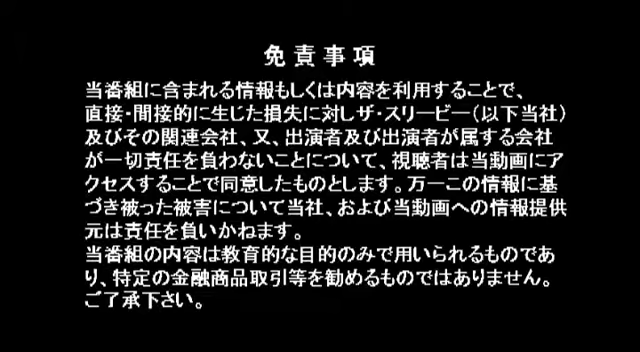 免責事項
当番組に含まれる情報もしくは内容を利用することで、
直接・間接的に生じた損失に対しザ・スリービー（以下当社）
及びその関連会社、又、出演者及び出演者が属する会社
が一切責任を負わないことについて、視聴者は当動画にア
クセスすることで同意したものとします。万一この情報に基
づき被った被害について当社、および当動画への情報提供
元は責任を負いかねます。
当番組の内容は教育的な目的のみで用いられるものであ
り、特定の金融商品取引等を勧めるものではありません。
ご了承下さい。